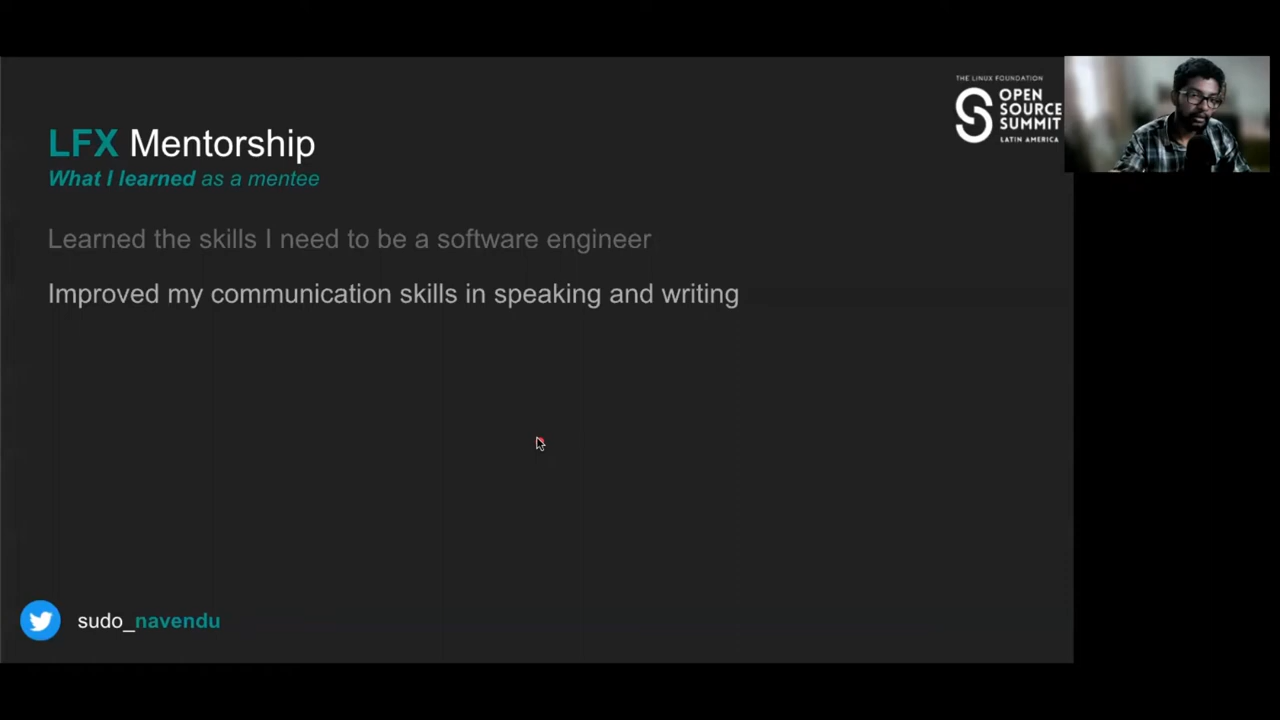 THE LINUX FOUNDATION
OPEN
SOURCE
SUMMIT
LATIN AMERICA
LFX Mentorship
What I learned as a mentee
Learned the skills I need to be a software engineer
Improved my communication skills in speaking and writing
sudo_navendu